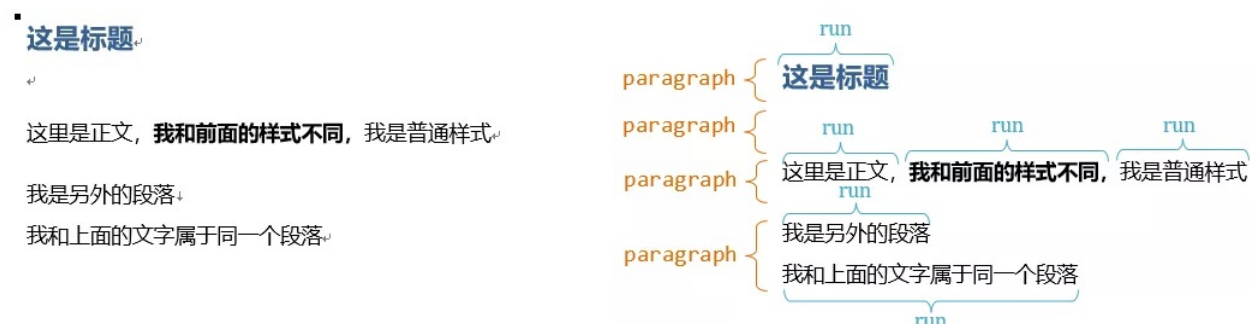 这是标题
这里是正文，我和前面的样式不同，我是普通样式
我是另外的段落
我和上面的文字属于同一个段落
run
paragraph 这是标题
paragraph
run run run
paragraph 这里是正文，我和前面的样式不同，我是普通样式
run
paragraph
我是另外的段落
我和上面的文字属于同一个段落
run